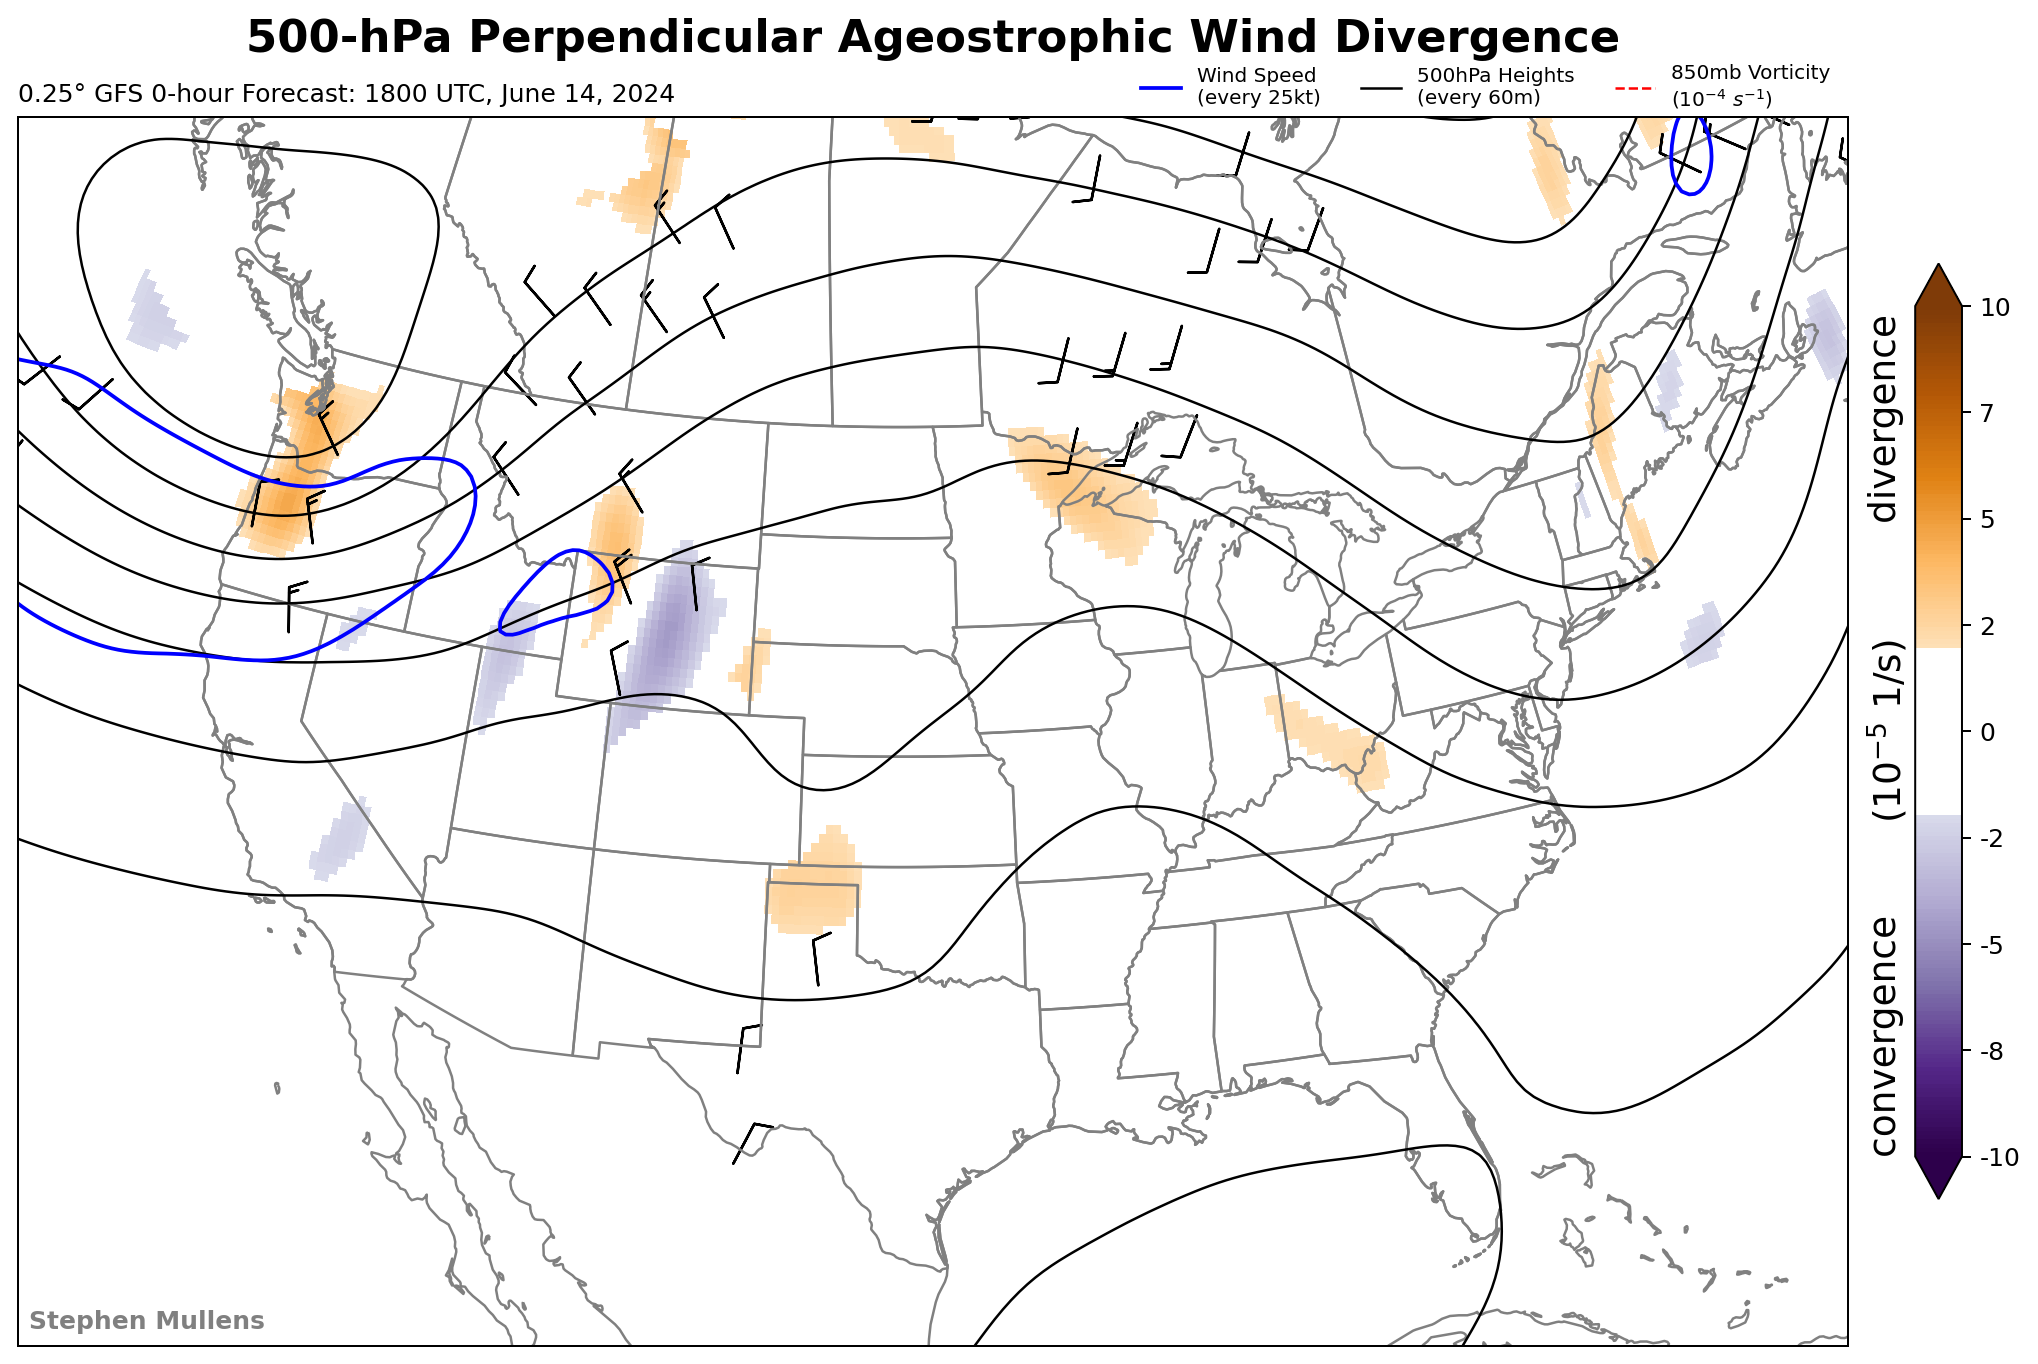 500-hPa Perpendicular Ageostrophic Wind Divergence
0.25° GFS 0-hour Forecast: 1800 UTC, June 14, 2024
Wind Speed
(every 25kt)
500hPa Heights
(every 60m)
850mb Vorticity
(10⁻⁴ s⁻¹)
10
7
5
2
0
-2
-5
-8
-10
convergence (10⁻⁵ 1/s) divergence
Stephen Mullens